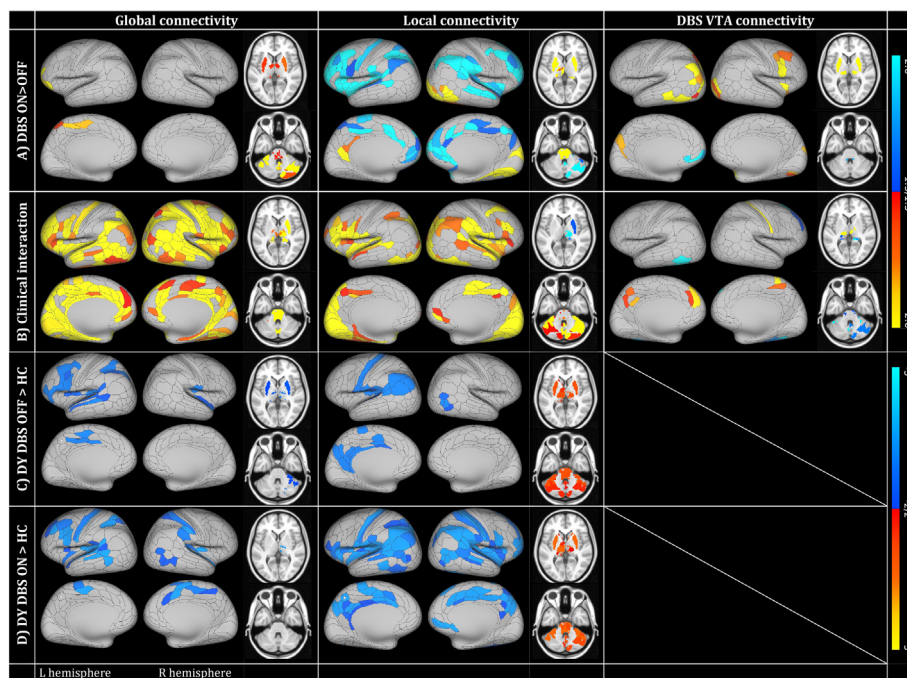 Global connectivity
Local connectivity
DBS VTA connectivity
A) DBS ON>OFF
B) Clinical interaction
C) DY DBS OFF > HC
D) DY DBS ON > HC
L hemisphere
R hemisphere